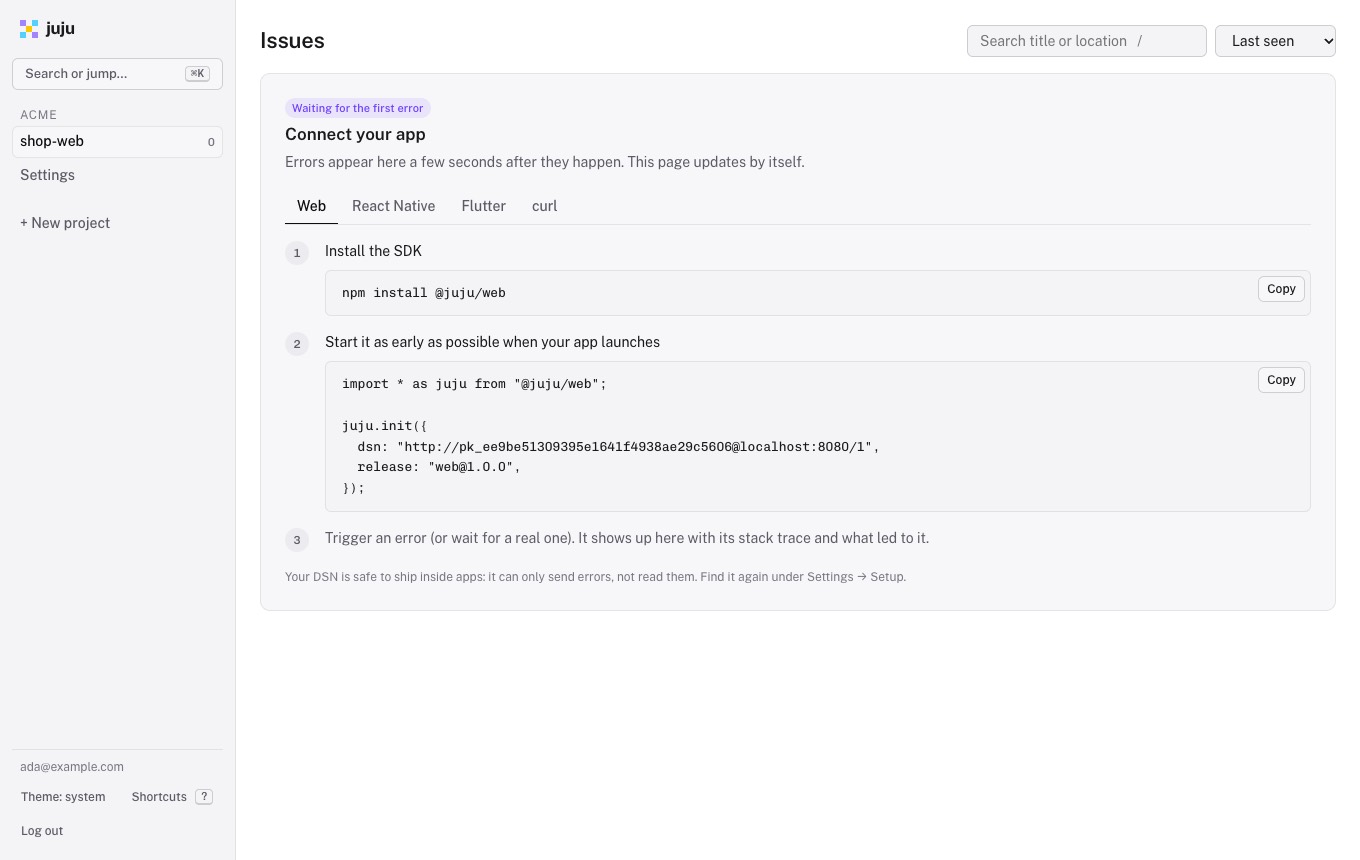 juju
Search or jump... ⌘K
ACME
shop-web 0
Settings
+ New project
ada@example.com
Theme: system Shortcuts ?
Log out
Issues
Search title or location /
Last seen
Waiting for the first error
Connect your app
Errors appear here a few seconds after they happen. This page updates by itself.
Web React Native Flutter curl
1 Install the SDK
npm install @juju/web
Copy
2 Start it as early as possible when your app launches
import * as juju from "@juju/web";
Copy
juju.init({
  dsn: "http://pk_ee9be51309395e1641f4938ae29c5606@localhost:8080/1",
  release: "web@1.0.0",
});
3 Trigger an error (or wait for a real one). It shows up here with its stack trace and what led to it.
Your DSN is safe to ship inside apps: it can only send errors, not read them. Find it again under Settings → Setup.